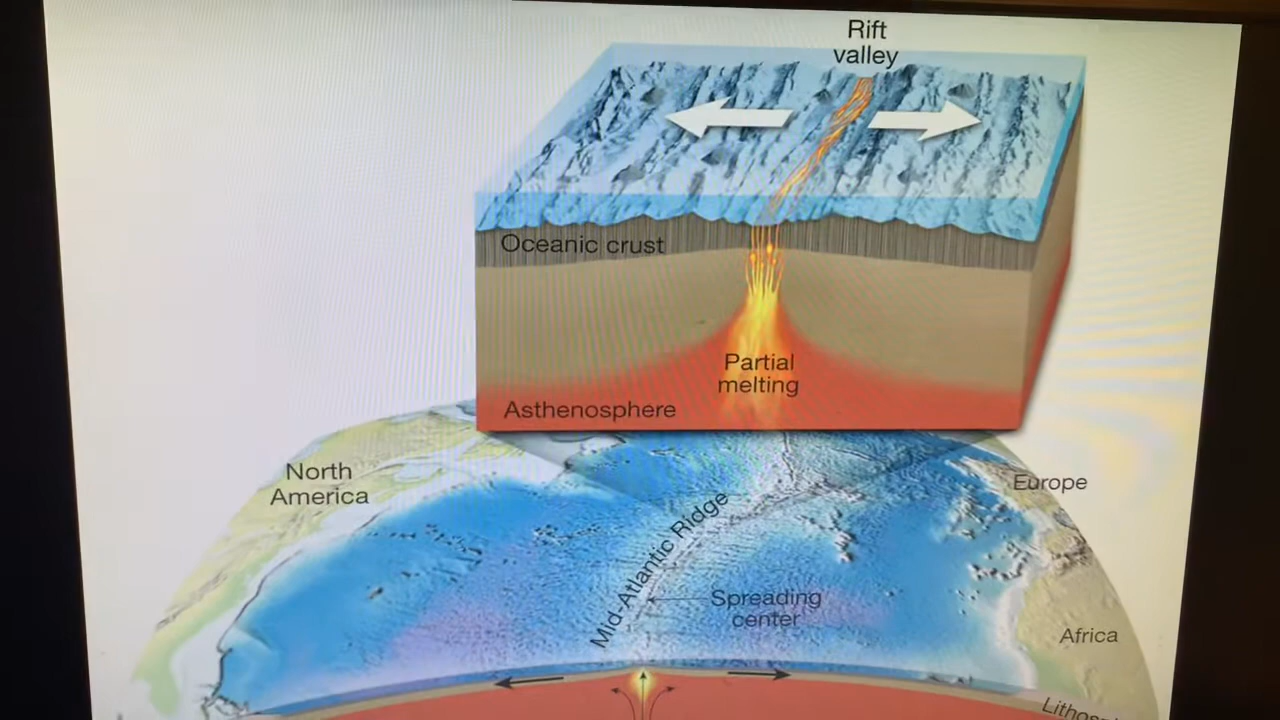 Rift
valley
Oceanic crust
Partial
melting
Asthenosphere
North
America
Europe
Mid-Atlantic Ridge
Spreading
center
Africa